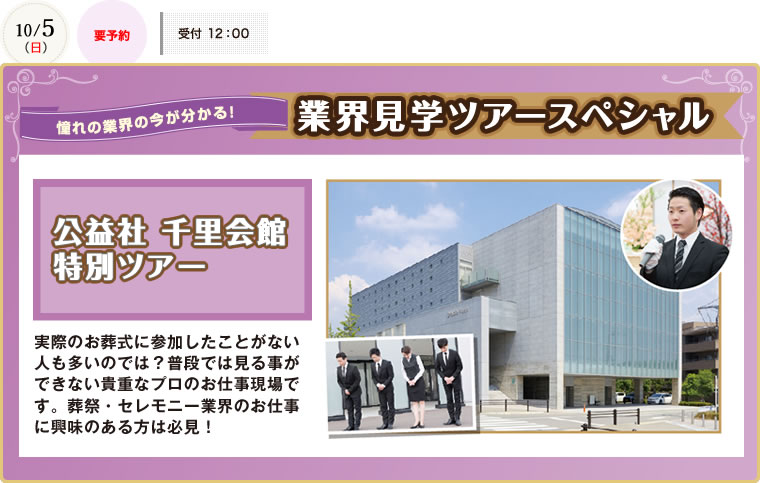 10/5
（日）
要予約
受付 12：00
憧れの業界の今が分かる！
業界見学ツアースペシャル
公益社 千里会館
特別ツアー
実際のお葬式に参加したことがない
人も多いのでは？普段では見る事が
できない貴重なプロのお仕事現場で
す。葬祭・セレモニー業界のお仕事
に興味のある方は必見！